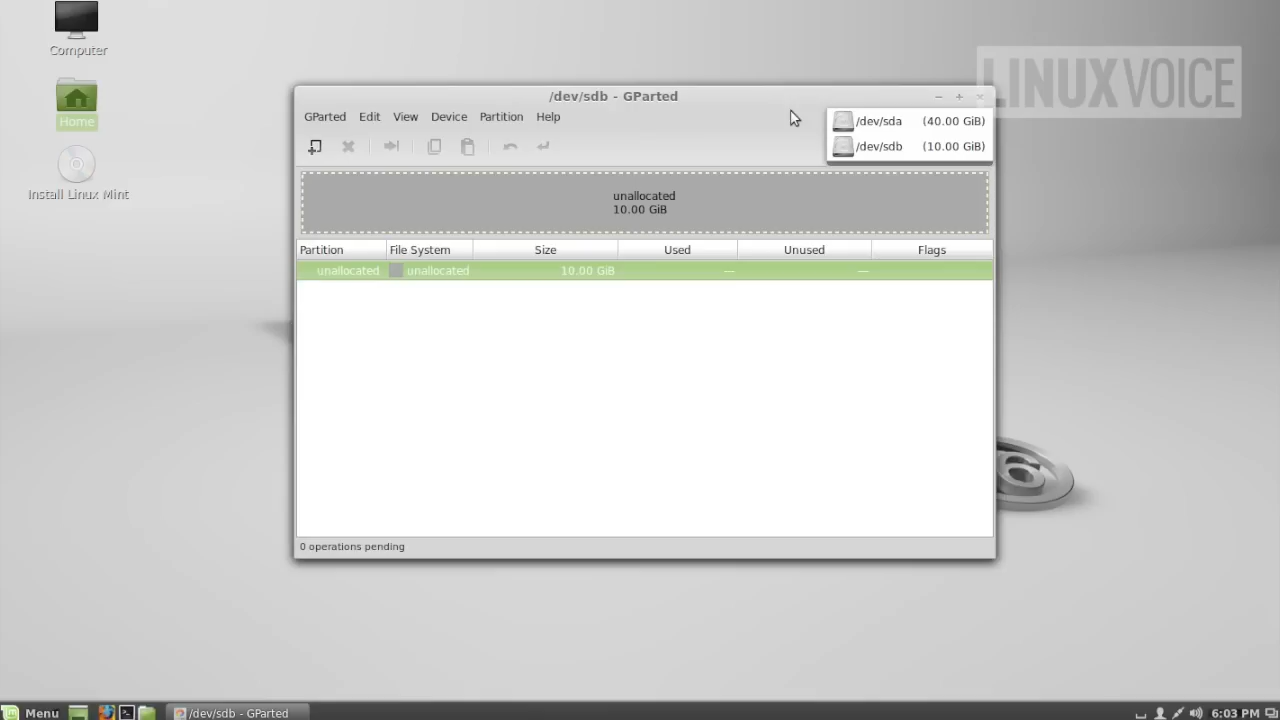 Computer
Home
Install Linux Mint
LINUXVOICE
/dev/sdb - GParted
GParted Edit View Device Partition Help
/dev/sda (40.00 GiB)
/dev/sdb (10.00 GiB)
unallocated
10.00 GiB
Partition File System Size Used Unused Flags
unallocated unallocated 10.00 GiB — —
0 operations pending
6
Menu /dev/sdb - GParted 6:03 PM